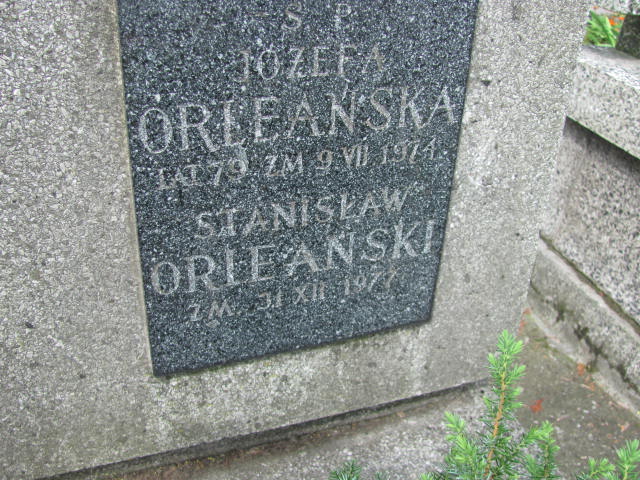 S P
JÓZEFA
ORLEAŃSKA
LAT 79 ZM 9 VII 1974
STANISŁAW
ORLEAŃSKI
ZM. 31 XII 1977